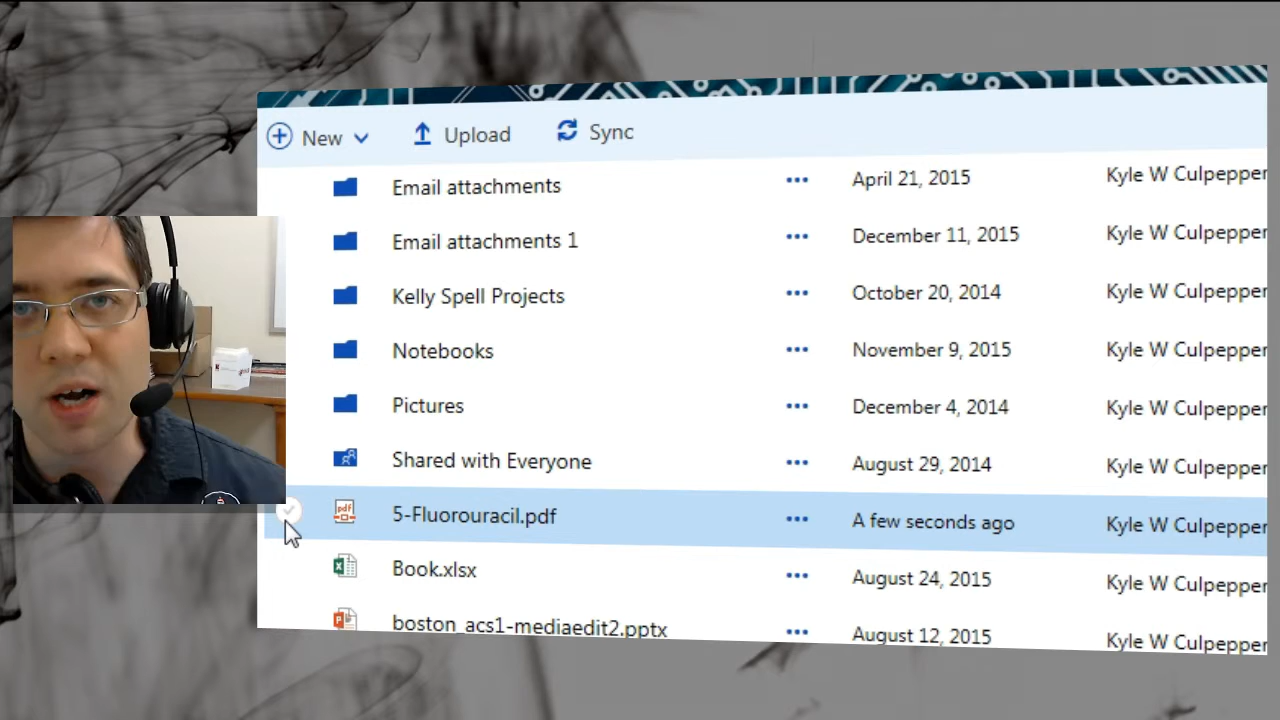 New Upload Sync
Email attachments ••• April 21, 2015 Kyle W Culpepper
Email attachments 1 ••• December 11, 2015 Kyle W Culpepper
Kelly Spell Projects ••• October 20, 2014 Kyle W Culpepper
Notebooks ••• November 9, 2015 Kyle W Culpepper
Pictures ••• December 4, 2014 Kyle W Culpepper
Shared with Everyone ••• August 29, 2014 Kyle W Culpepper
pdf 5-Fluorouracil.pdf ••• A few seconds ago Kyle W Culpepper
Book.xlsx ••• August 24, 2015 Kyle W Culpepper
boston_acs1-mediaedit2.pptx ••• August 12, 2015 Kyle W Culpepper